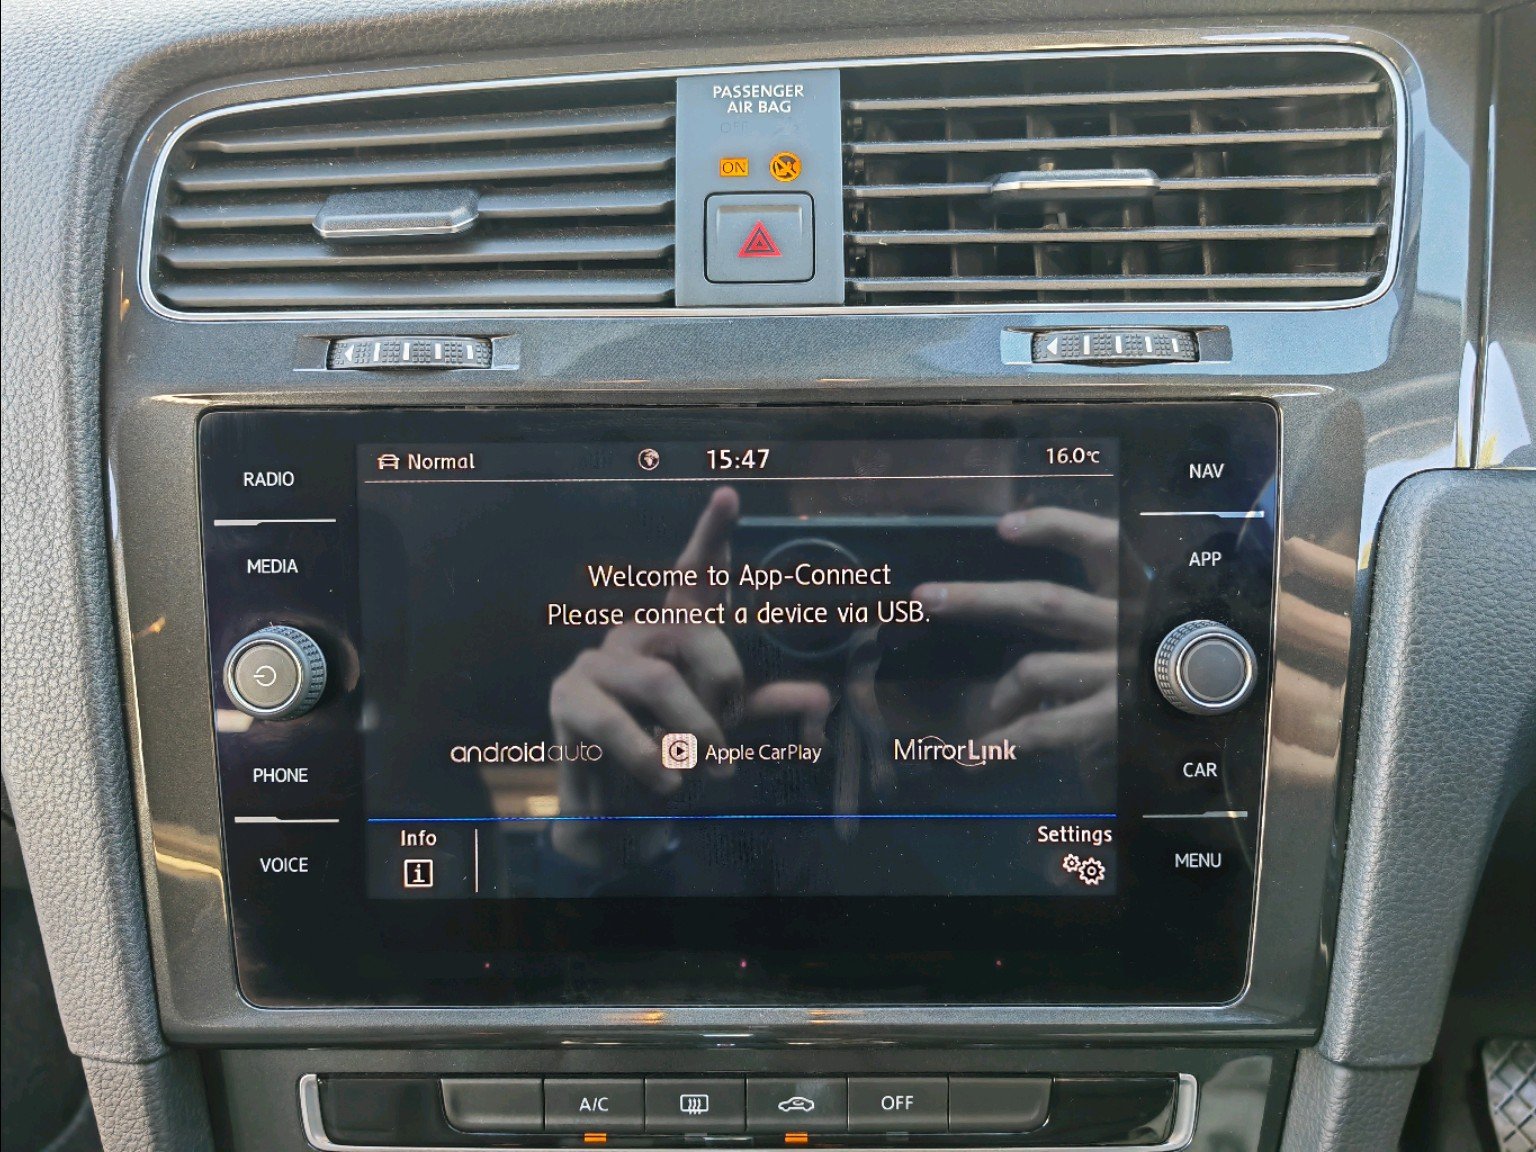 PASSENGER
AIR BAG
OFF
ON
Normal
15:47
16.0°C
RADIO
MEDIA
PHONE
VOICE
Welcome to App-Connect
Please connect a device via USB.
androidauto
Apple CarPlay
MirrorLink
Info
i
Settings
NAV
APP
CAR
MENU
A/C
OFF